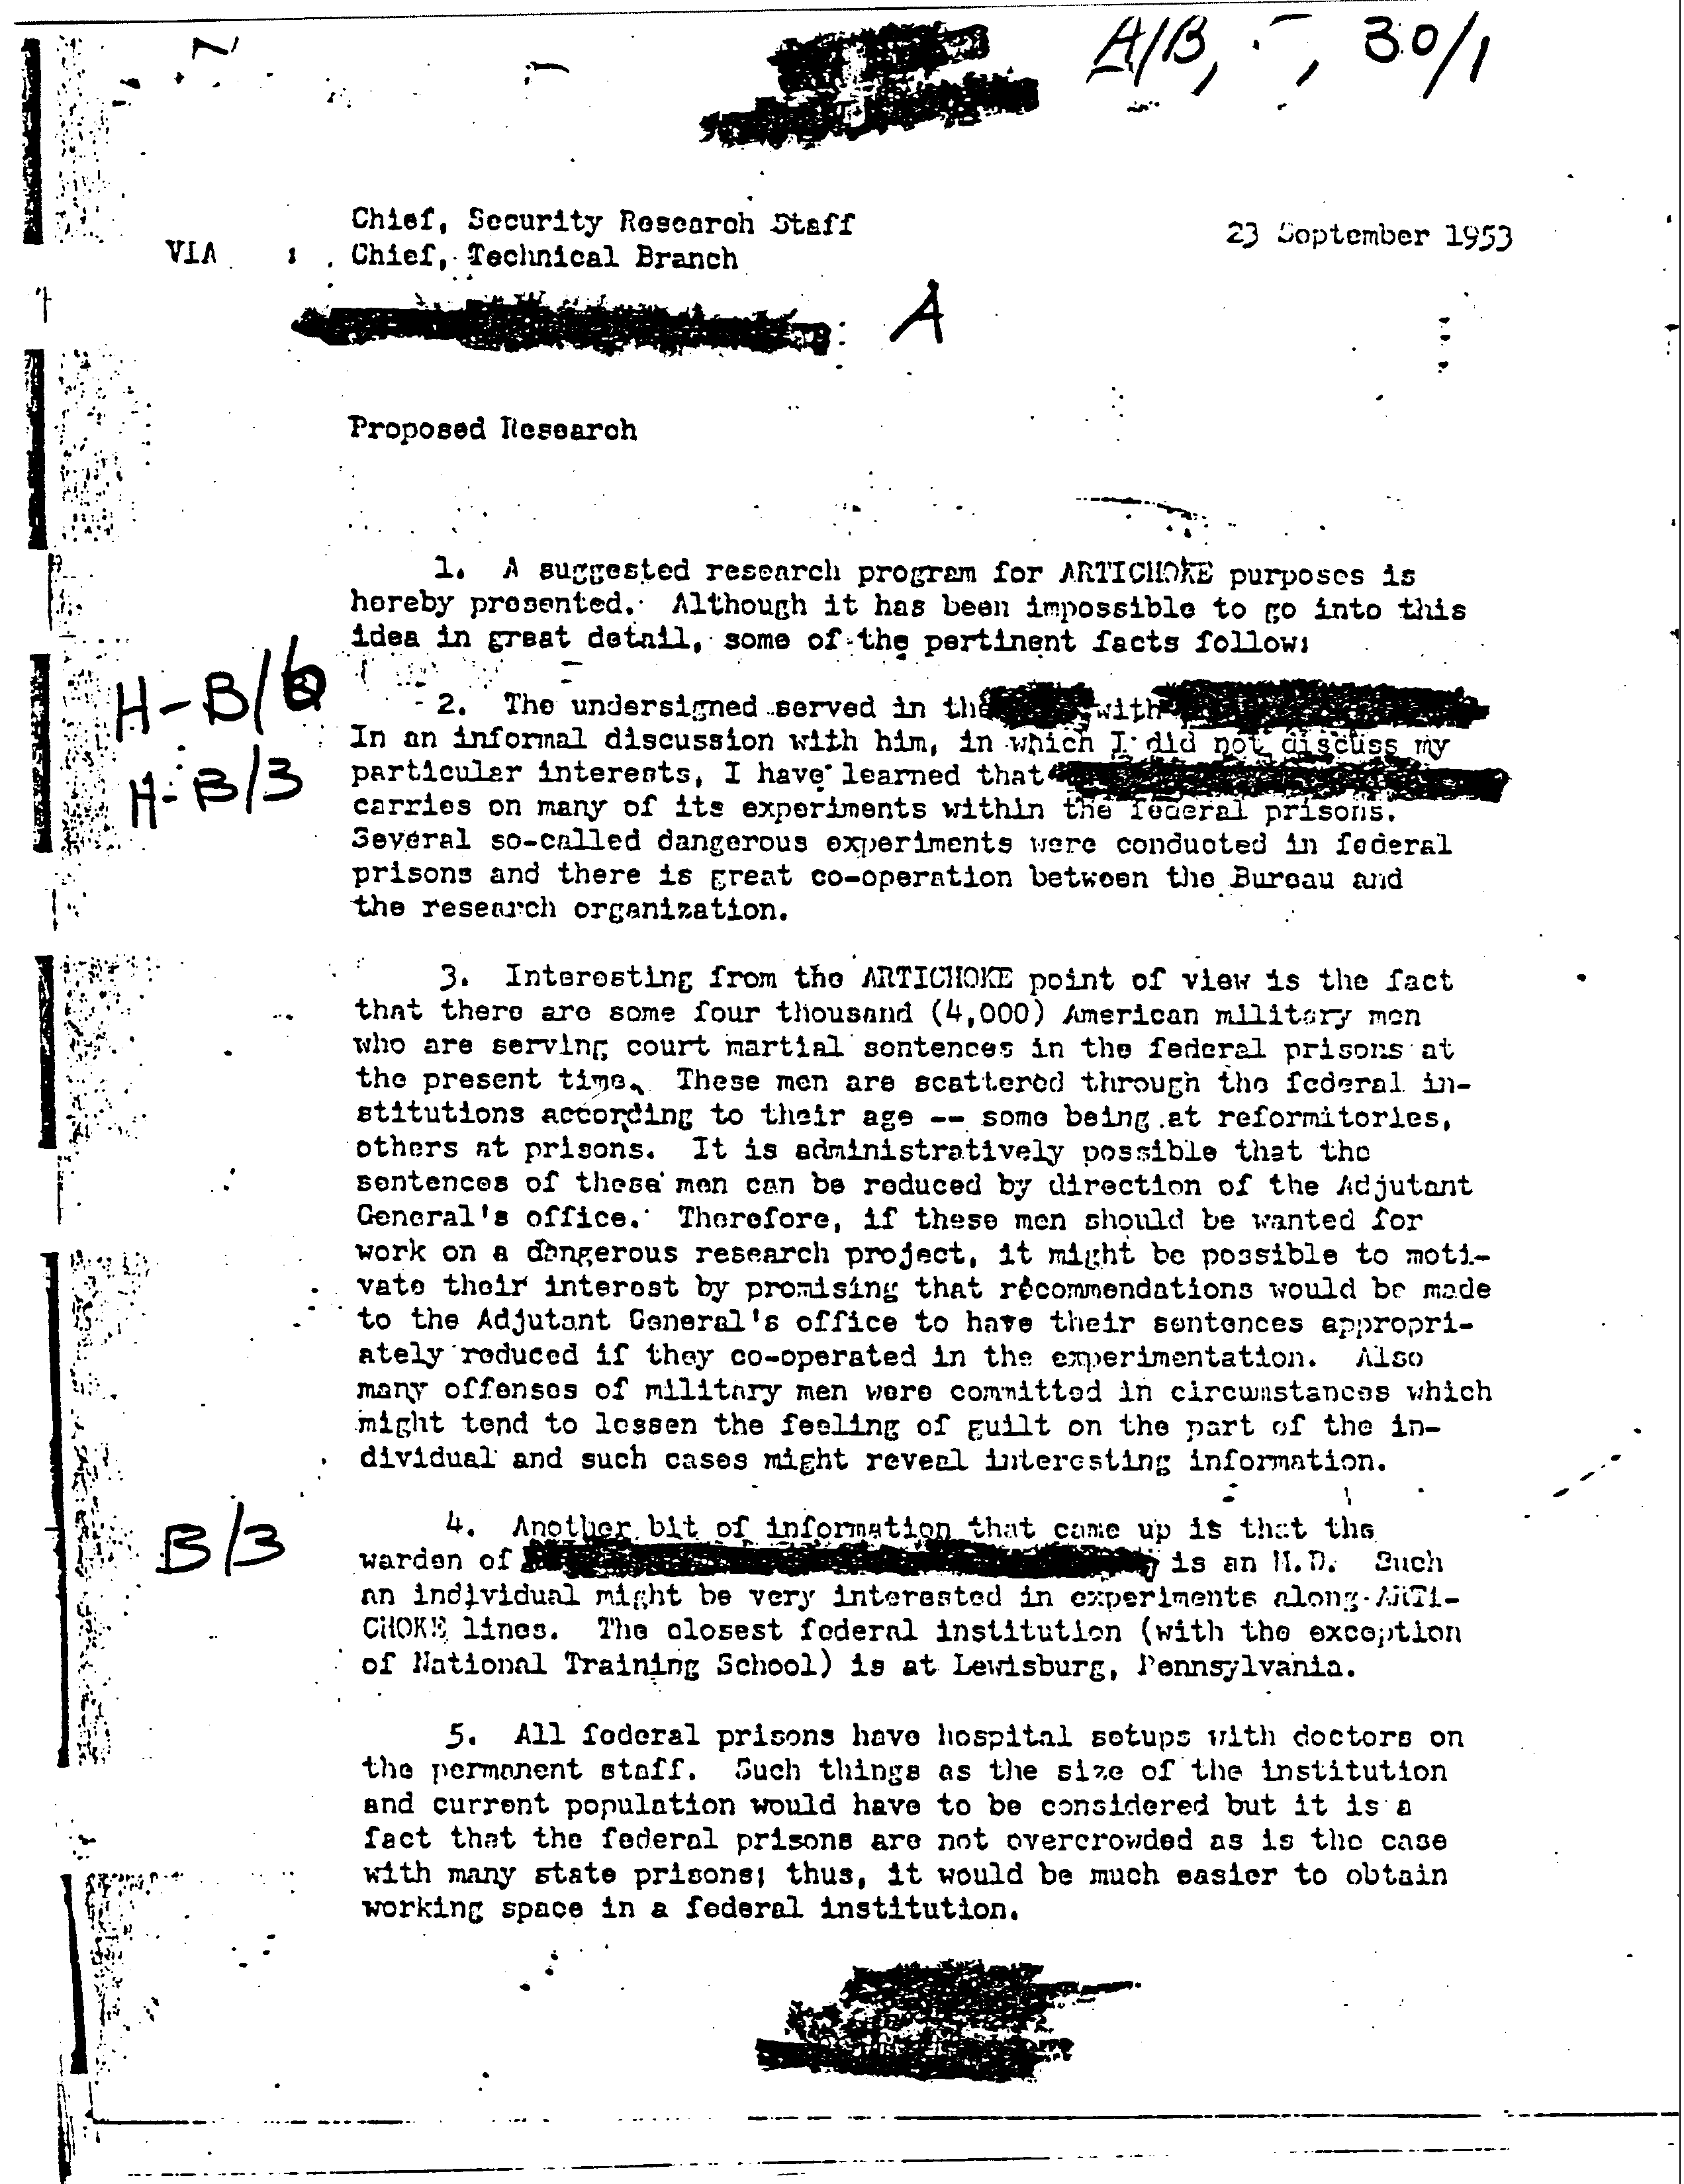 A/B, , 30/1
Chief, Security Research Staff
23 September 1953
VIA : Chief, Technical Branch
A
Proposed Research
1. A suggested research program for ARTICHOKE purposes is
hereby presented. Although it has been impossible to go into this
idea in great detail, some of the pertinent facts follow:
H-B/6
2. The undersigned served in the with
In an informal discussion with him, in which I did not discuss my
H-B/3
particular interests, I have learned that
carries on many of its experiments within the federal prisons.
Several so-called dangerous experiments were conducted in federal
prisons and there is great co-operation between the Bureau and
the research organization.
3. Interesting from the ARTICHOKE point of view is the fact
that there are some four thousand (4,000) American military men
who are serving court martial sentences in the federal prisons at
the present time. These men are scattered through the federal in-
stitutions according to their age -- some being at reformitories,
others at prisons. It is administratively possible that the
sentences of these men can be reduced by direction of the Adjutant
General's office. Therefore, if these men should be wanted for
work on a dangerous research project, it might be possible to moti-
vate their interest by promising that recommendations would be made
to the Adjutant General's office to have their sentences appropri-
ately reduced if they co-operated in the experimentation. Also
many offenses of military men were committed in circumstances which
might tend to lessen the feeling of guilt on the part of the in-
dividual and such cases might reveal interesting information.
B/3
4. Another bit of information that came up is that the
warden of is an M.D. Such
an individual might be very interested in experiments along ARTI-
CHOKE lines. The closest federal institution (with the exception
of National Training School) is at Lewisburg, Pennsylvania.
5. All federal prisons have hospital setups with doctors on
the permanent staff. Such things as the size of the institution
and current population would have to be considered but it is a
fact that the federal prisons are not overcrowded as is the case
with many state prisons; thus, it would be much easier to obtain
working space in a federal institution.